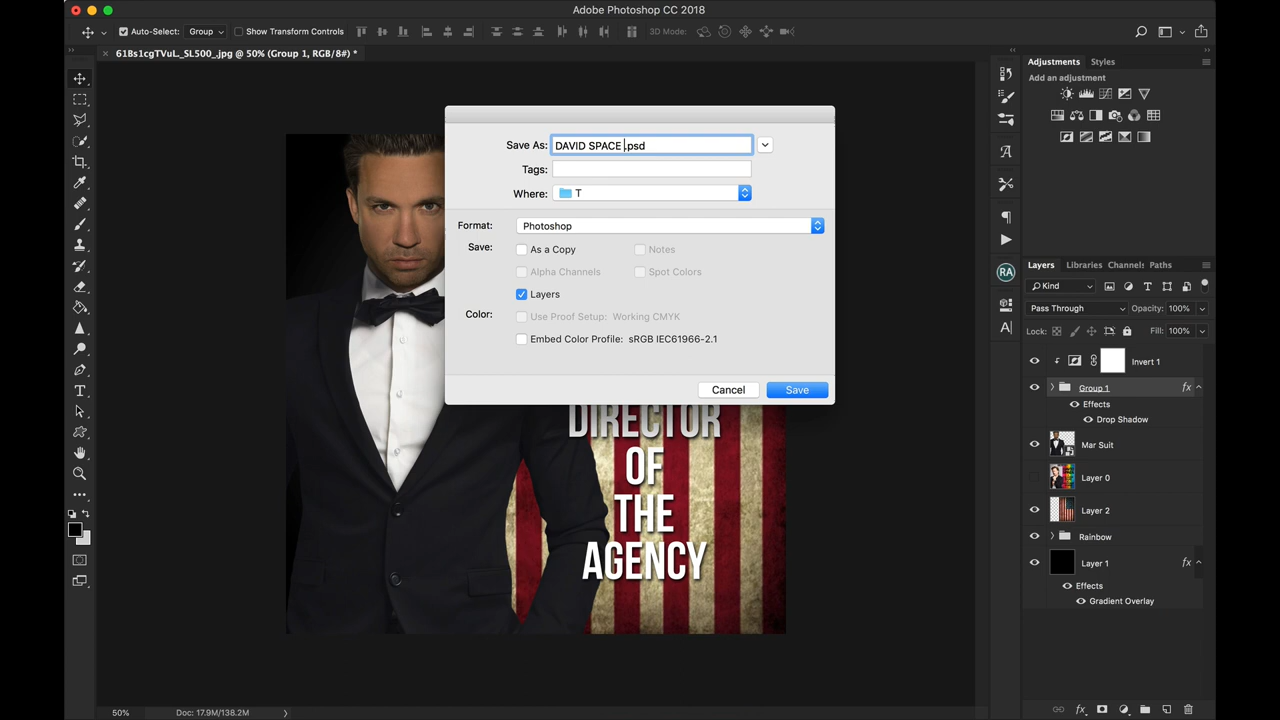 Adobe Photoshop CC 2018
Auto-Select: Group Show Transform Controls 3D Mode:
61Bs1cgTVuL._SL500_.jpg @ 50% (Group 1, RGB/8#) *
Save As: DAVID SPACE .psd
Tags:
Where: T
Format: Photoshop
Save: As a Copy Notes
Alpha Channels Spot Colors
Layers
Color: Use Proof Setup: Working CMYK
Embed Color Profile: sRGB IEC61966-2.1
Cancel Save
DIRECTOR
OF
THE
AGENCY
Adjustments Styles
Add an adjustment
RA
Layers Libraries Channels Paths
Kind
Pass Through Opacity: 100%
Lock: Fill: 100%
Invert 1
Group 1 fx
Effects
Drop Shadow
Mar Suit
Layer 0
Layer 2
Rainbow
Layer 1 fx
Effects
Gradient Overlay
50% Doc: 17.9M/138.2M